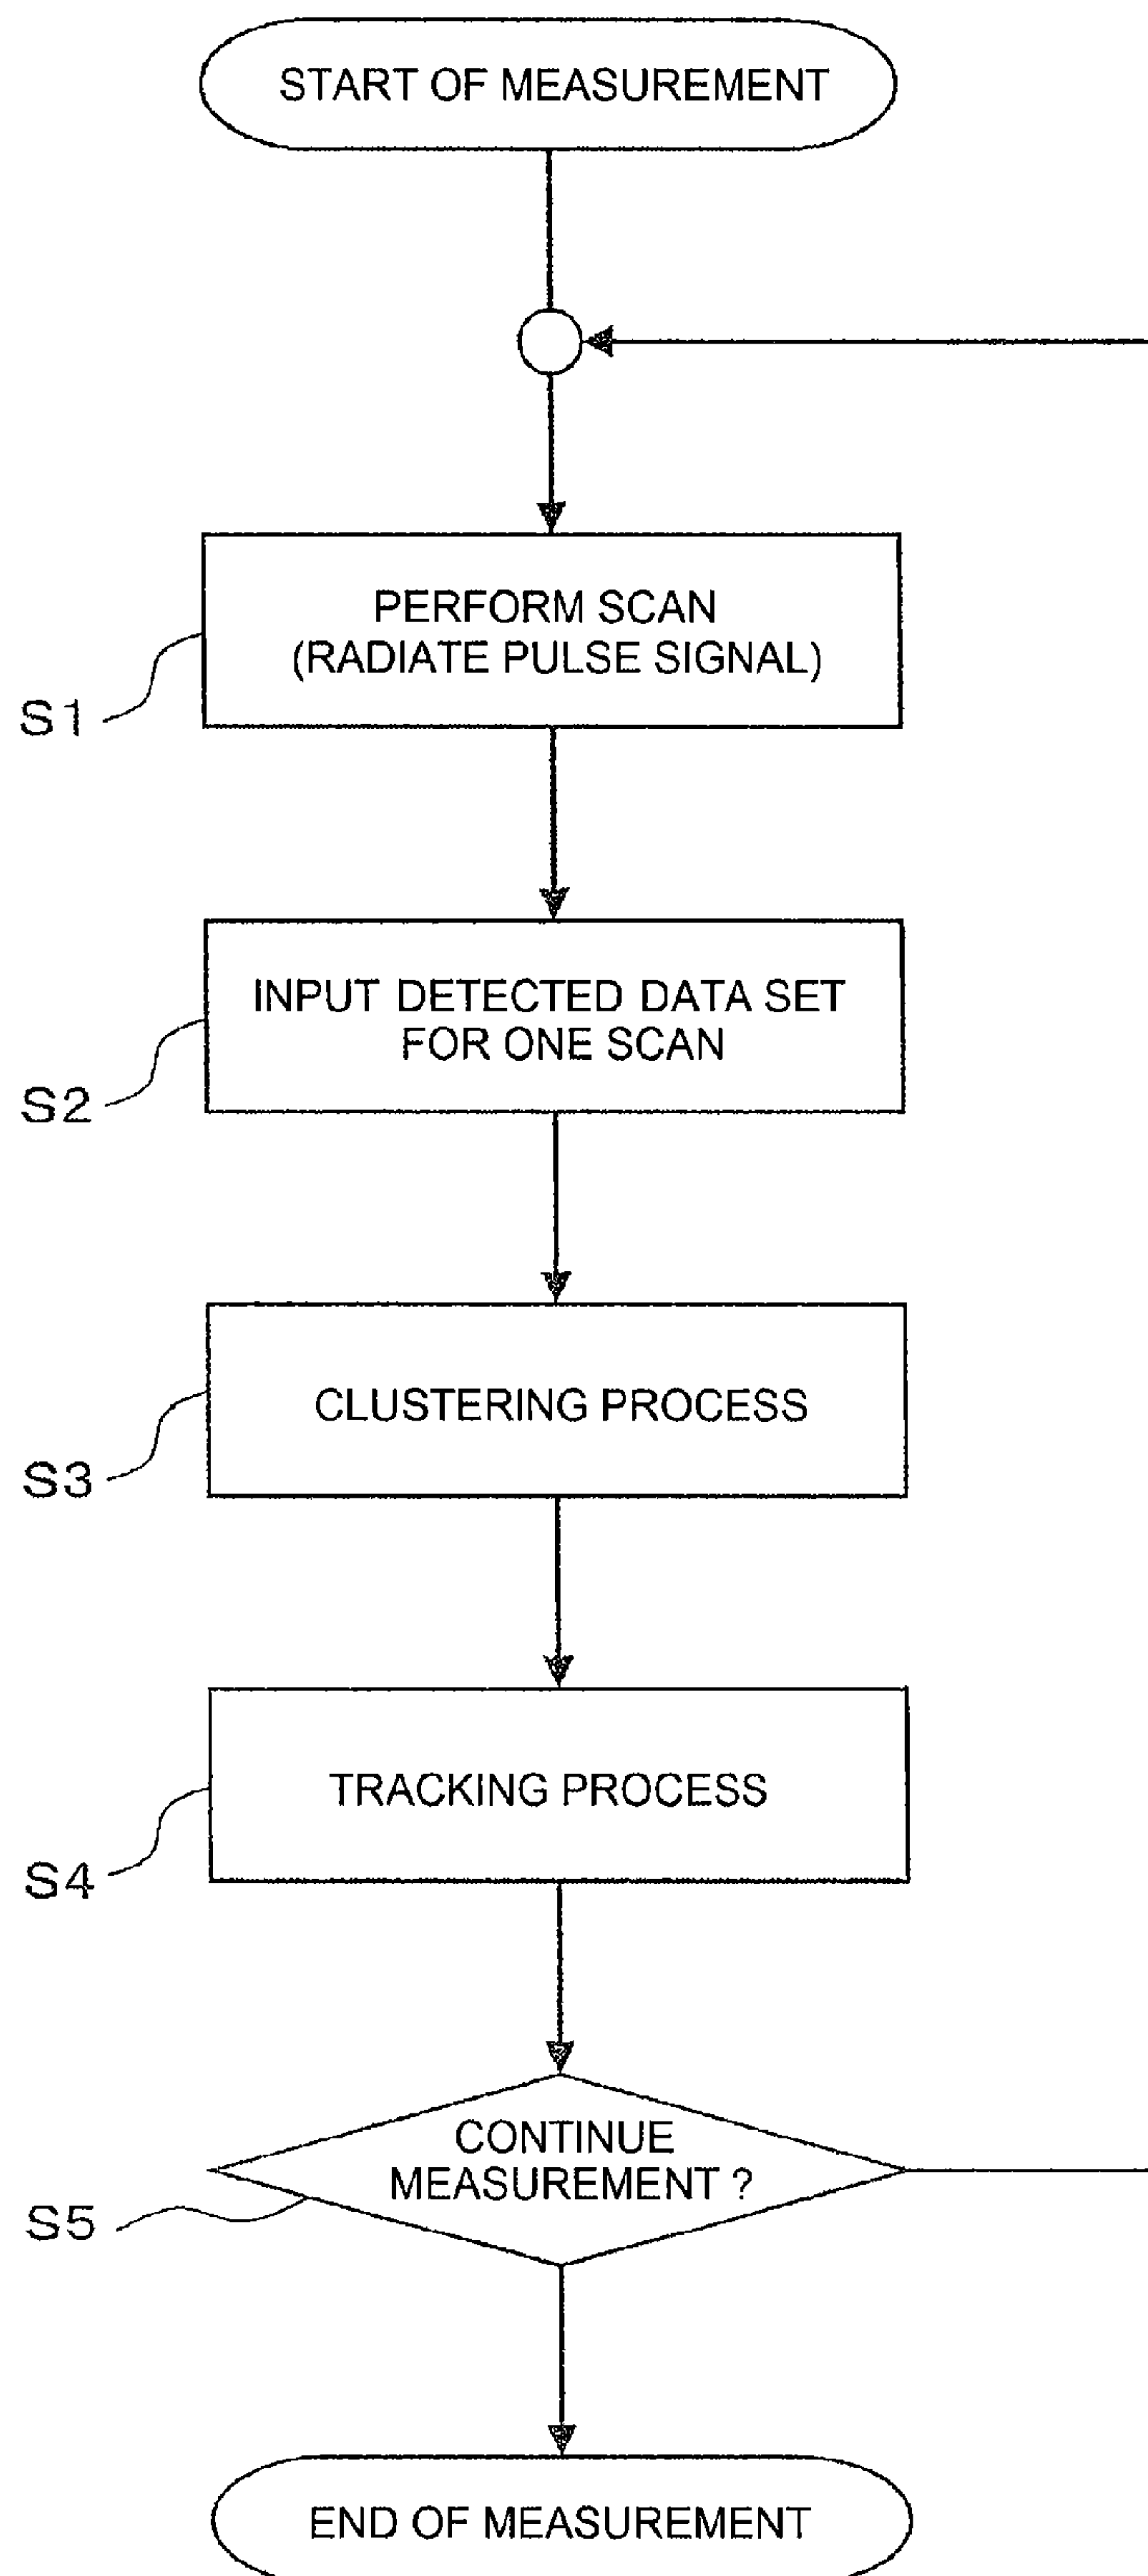 START OF MEASUREMENT
PERFORM SCAN
(RADIATE PULSE SIGNAL)
S1
INPUT DETECTED DATA SET
FOR ONE SCAN
S2
CLUSTERING PROCESS
S3
TRACKING PROCESS
S4
CONTINUE
MEASUREMENT ?
S5
END OF MEASUREMENT